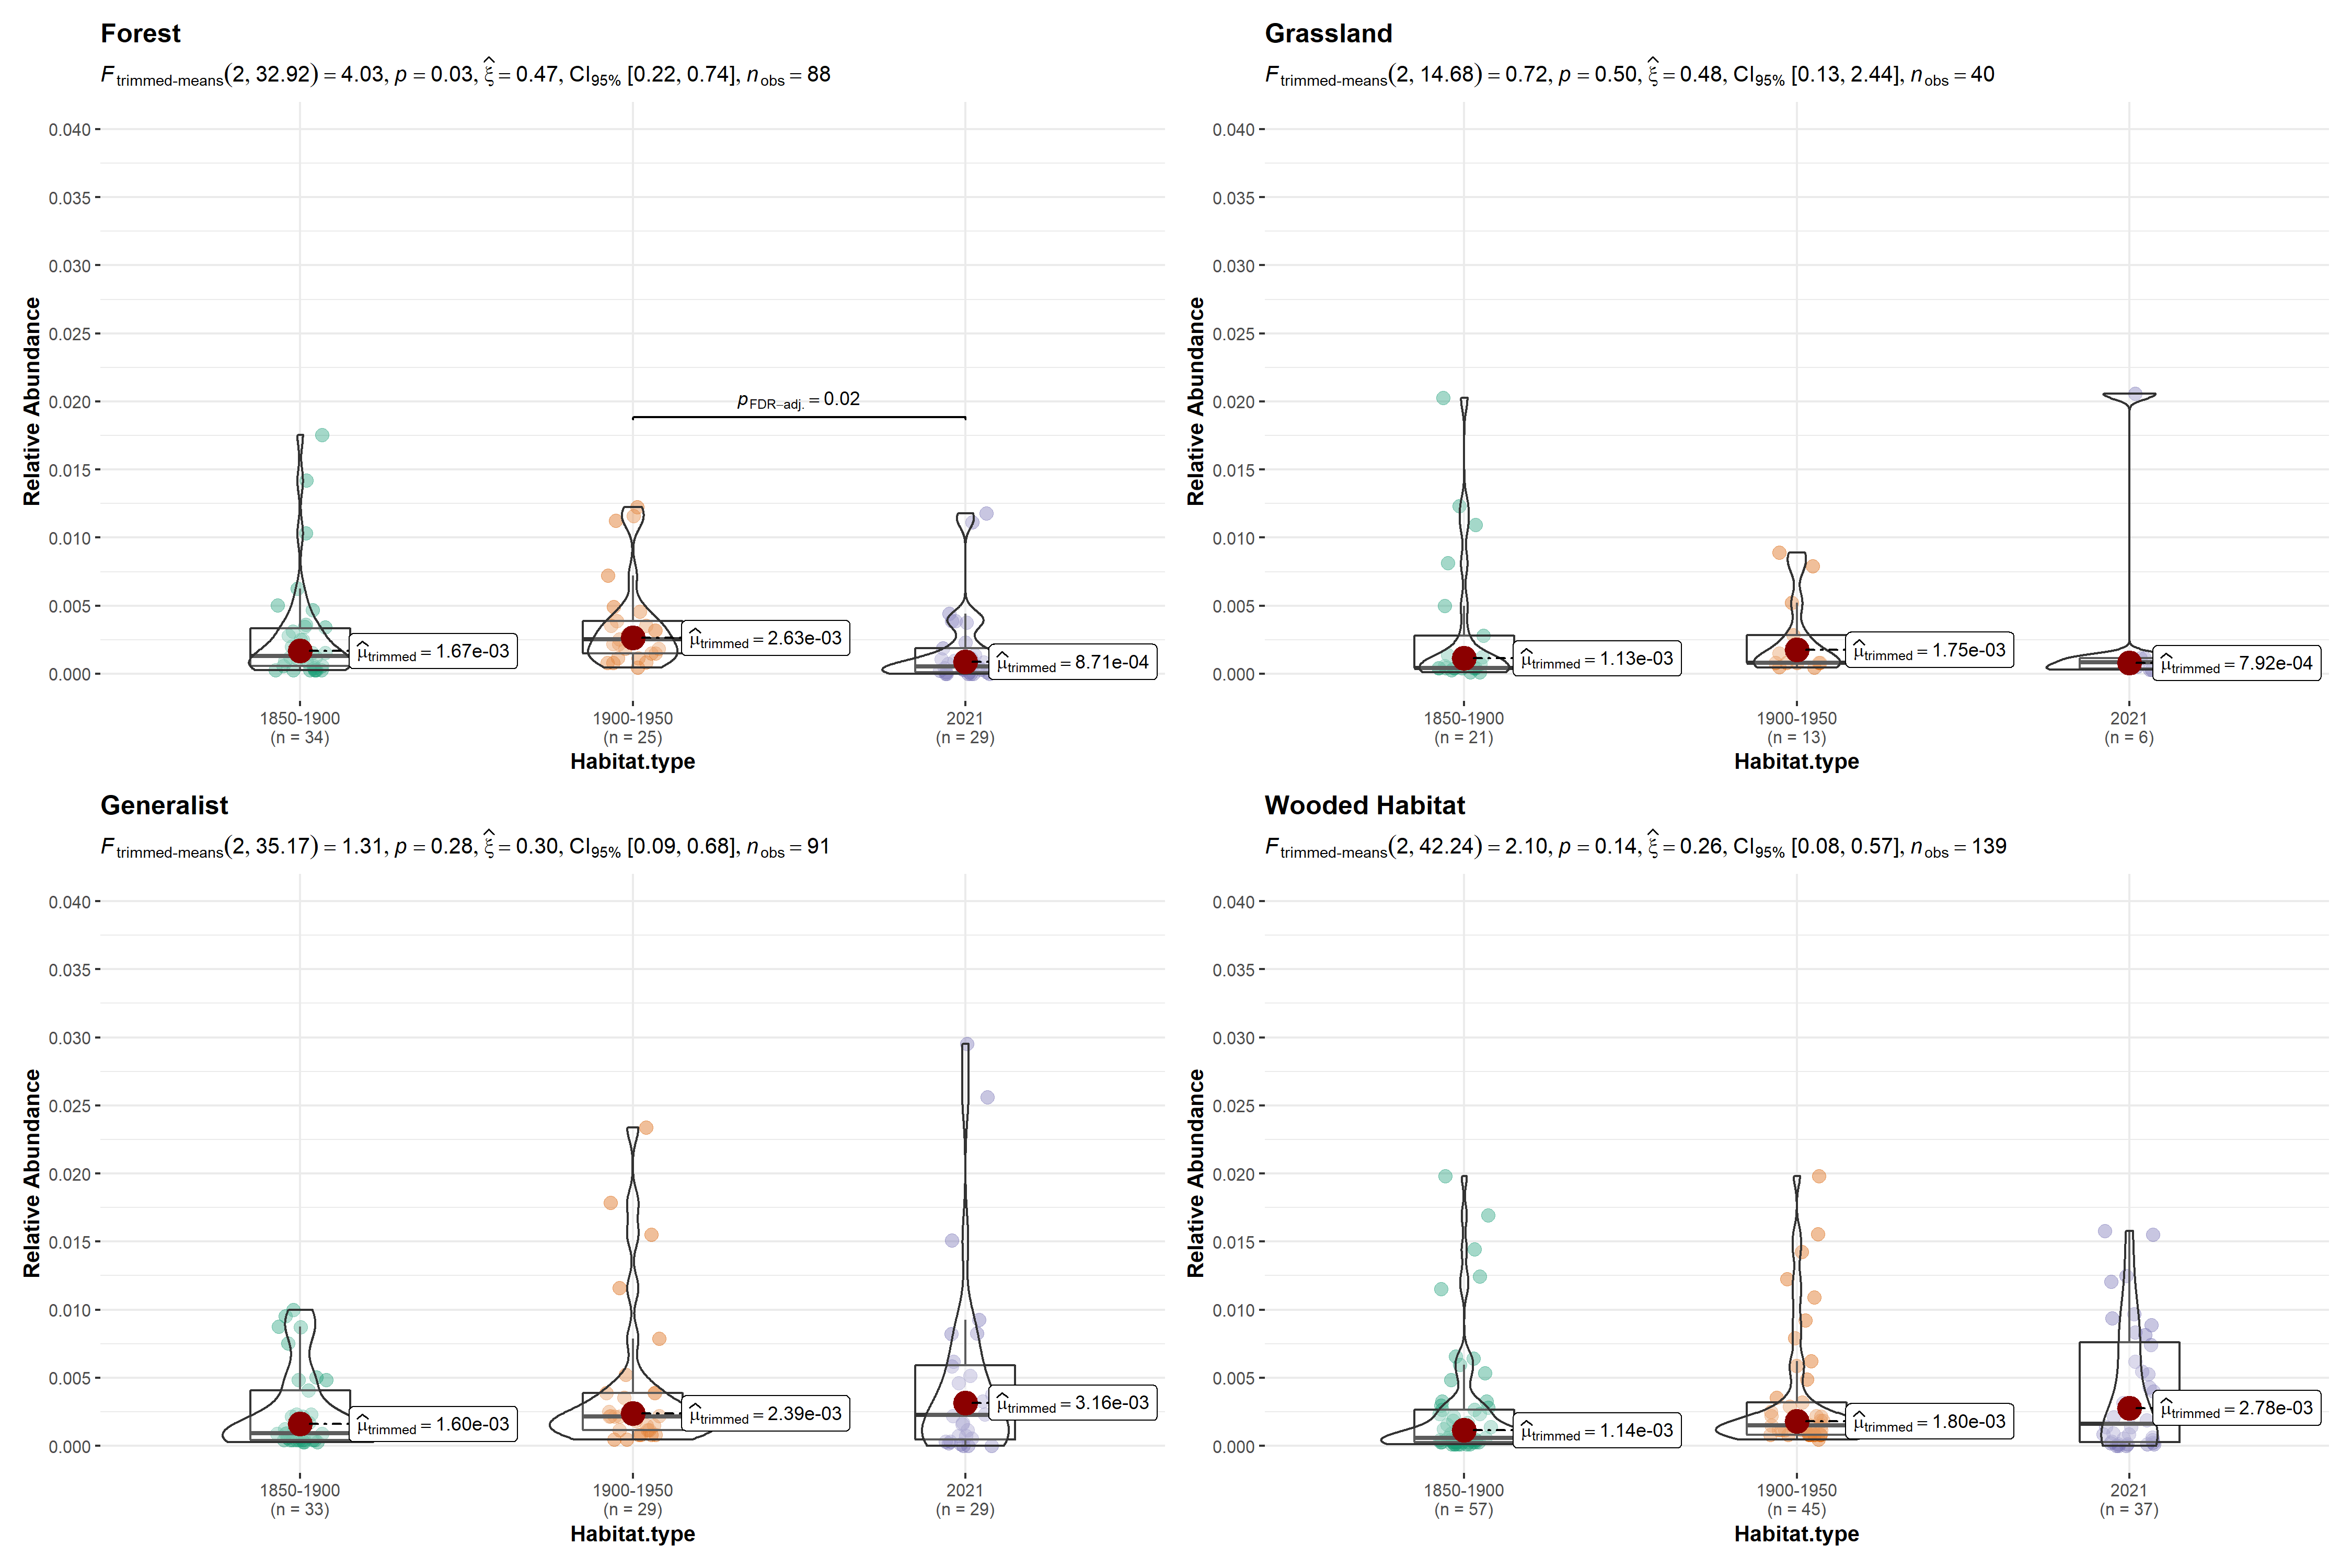 Forest
F trimmed-means(2, 32.92) = 4.03, p = 0.03, ξ̂ = 0.47, CI95% [0.22, 0.74], nobs = 88
0.040
0.035
0.030
0.025
0.020
0.015
0.010
0.005
0.000
Relative Abundance
pFDR−adj. = 0.02
μ̂trimmed = 1.67e-03
μ̂trimmed = 2.63e-03
μ̂trimmed = 8.71e-04
1850-1900 1900-1950 2021
(n = 34) (n = 25) (n = 29)
Habitat.type
Grassland
F trimmed-means(2, 14.68) = 0.72, p = 0.50, ξ̂ = 0.48, CI95% [0.13, 2.44], nobs = 40
0.040
0.035
0.030
0.025
0.020
0.015
0.010
0.005
0.000
Relative Abundance
μ̂trimmed = 1.13e-03
μ̂trimmed = 1.75e-03
μ̂trimmed = 7.92e-04
1850-1900 1900-1950 2021
(n = 21) (n = 13) (n = 6)
Habitat.type
Generalist
F trimmed-means(2, 35.17) = 1.31, p = 0.28, ξ̂ = 0.30, CI95% [0.09, 0.68], nobs = 91
0.040
0.035
0.030
0.025
0.020
0.015
0.010
0.005
0.000
Relative Abundance
μ̂trimmed = 1.60e-03
μ̂trimmed = 2.39e-03
μ̂trimmed = 3.16e-03
1850-1900 1900-1950 2021
(n = 33) (n = 29) (n = 29)
Habitat.type
Wooded Habitat
F trimmed-means(2, 42.24) = 2.10, p = 0.14, ξ̂ = 0.26, CI95% [0.08, 0.57], nobs = 139
0.040
0.035
0.030
0.025
0.020
0.015
0.010
0.005
0.000
Relative Abundance
μ̂trimmed = 1.14e-03
μ̂trimmed = 1.80e-03
μ̂trimmed = 2.78e-03
1850-1900 1900-1950 2021
(n = 57) (n = 45) (n = 37)
Habitat.type